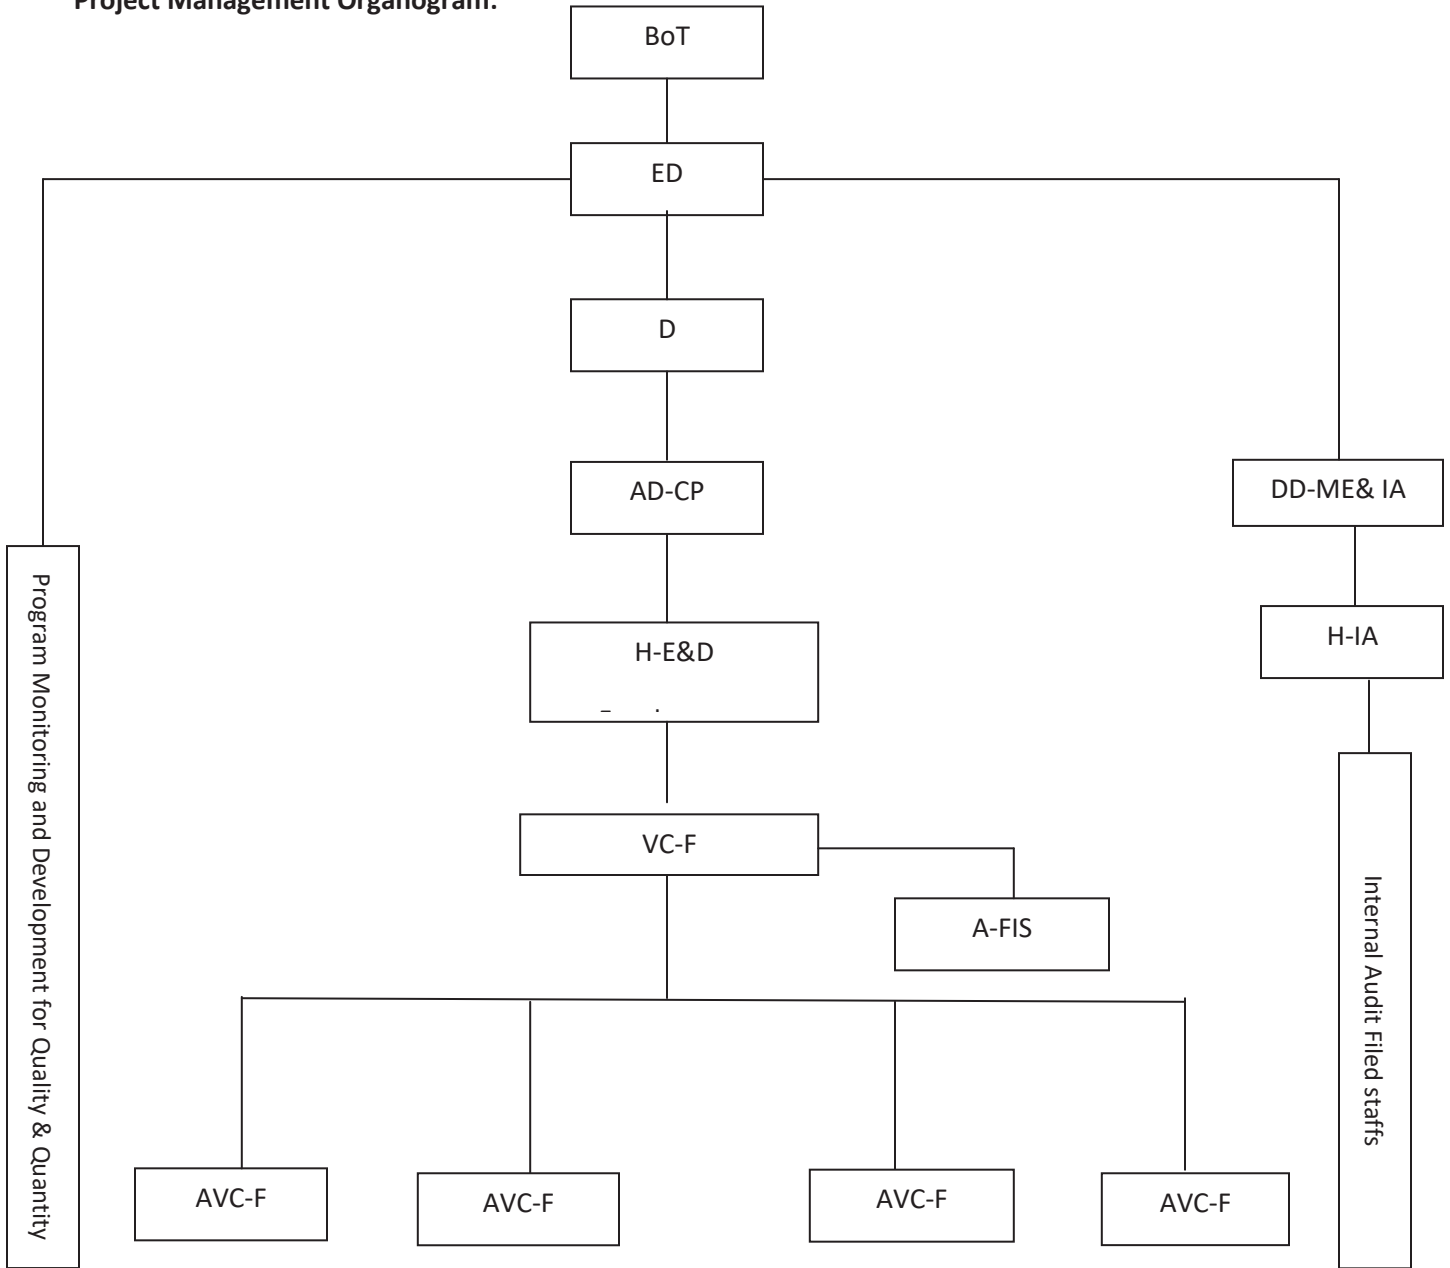 Project Management Organogram:
BoT
ED
D
AD-CP
DD-ME& IA
H-E&D
H-IA
VC-F
A-FIS
AVC-F
AVC-F
AVC-F
AVC-F
Program Monitoring and Development for Quality & Quantity
Internal Audit Filed staffs